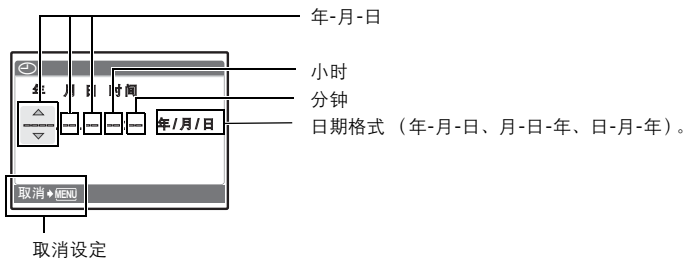 年-月-日
小时
分钟
日期格式 （年-月-日、月-日-年、日-月-年）。
年 月 日 时间
---- -- -- -- -- 年/月/日
取消 MENU
取消设定